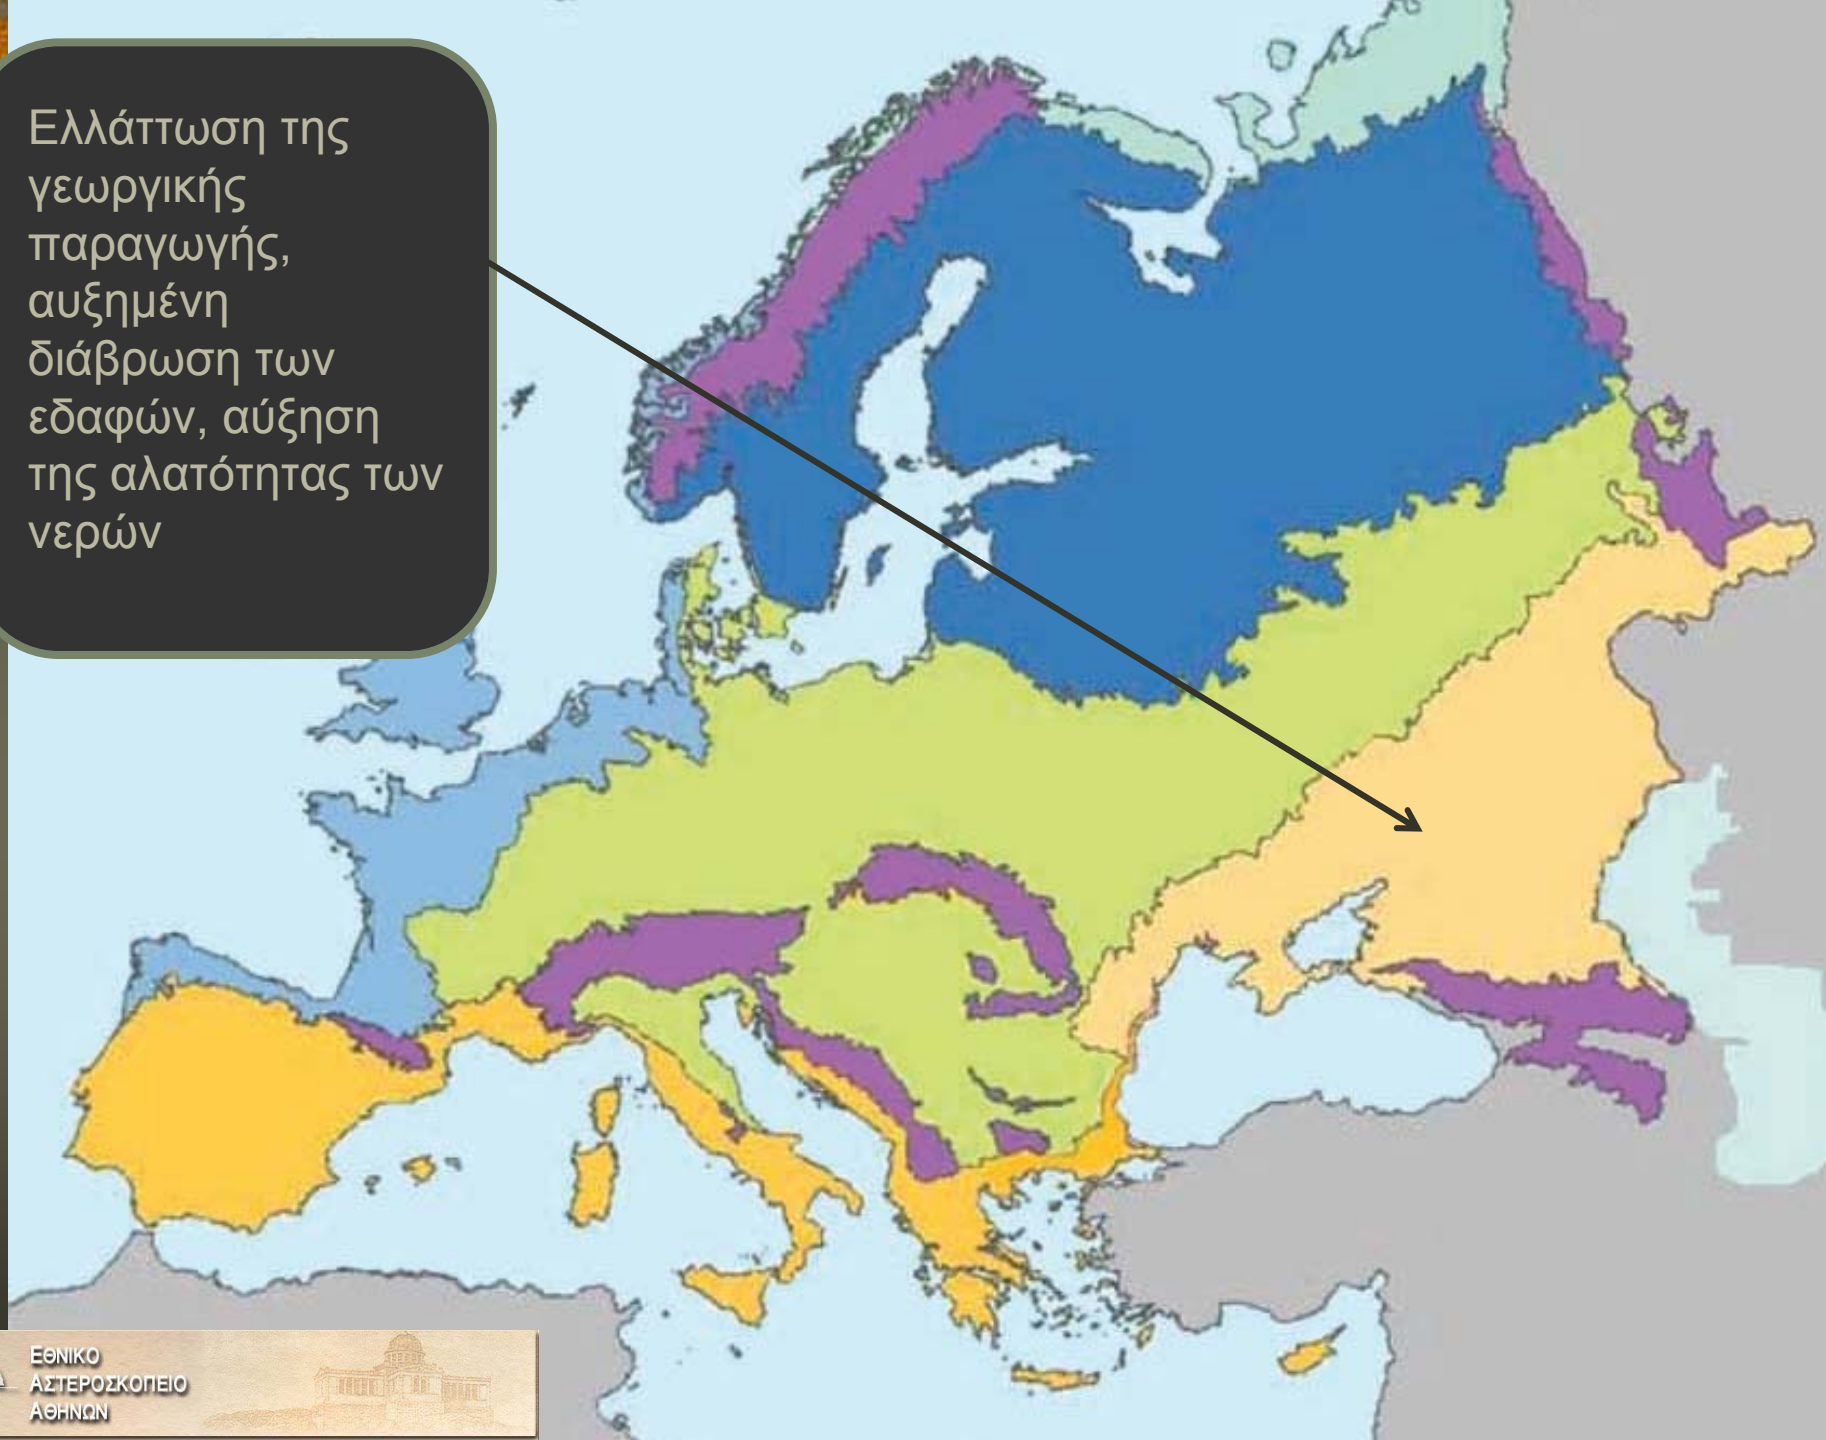 Ελλάττωση της
γεωργικής
παραγωγής,
αυξημένη
διάβρωση των
εδαφών, αύξηση
της αλατότητας των
νερών
ΕΘΝΙΚΟ
ΑΣΤΕΡΟΣΚΟΠΕΙΟ
ΑΘΗΝΩΝ